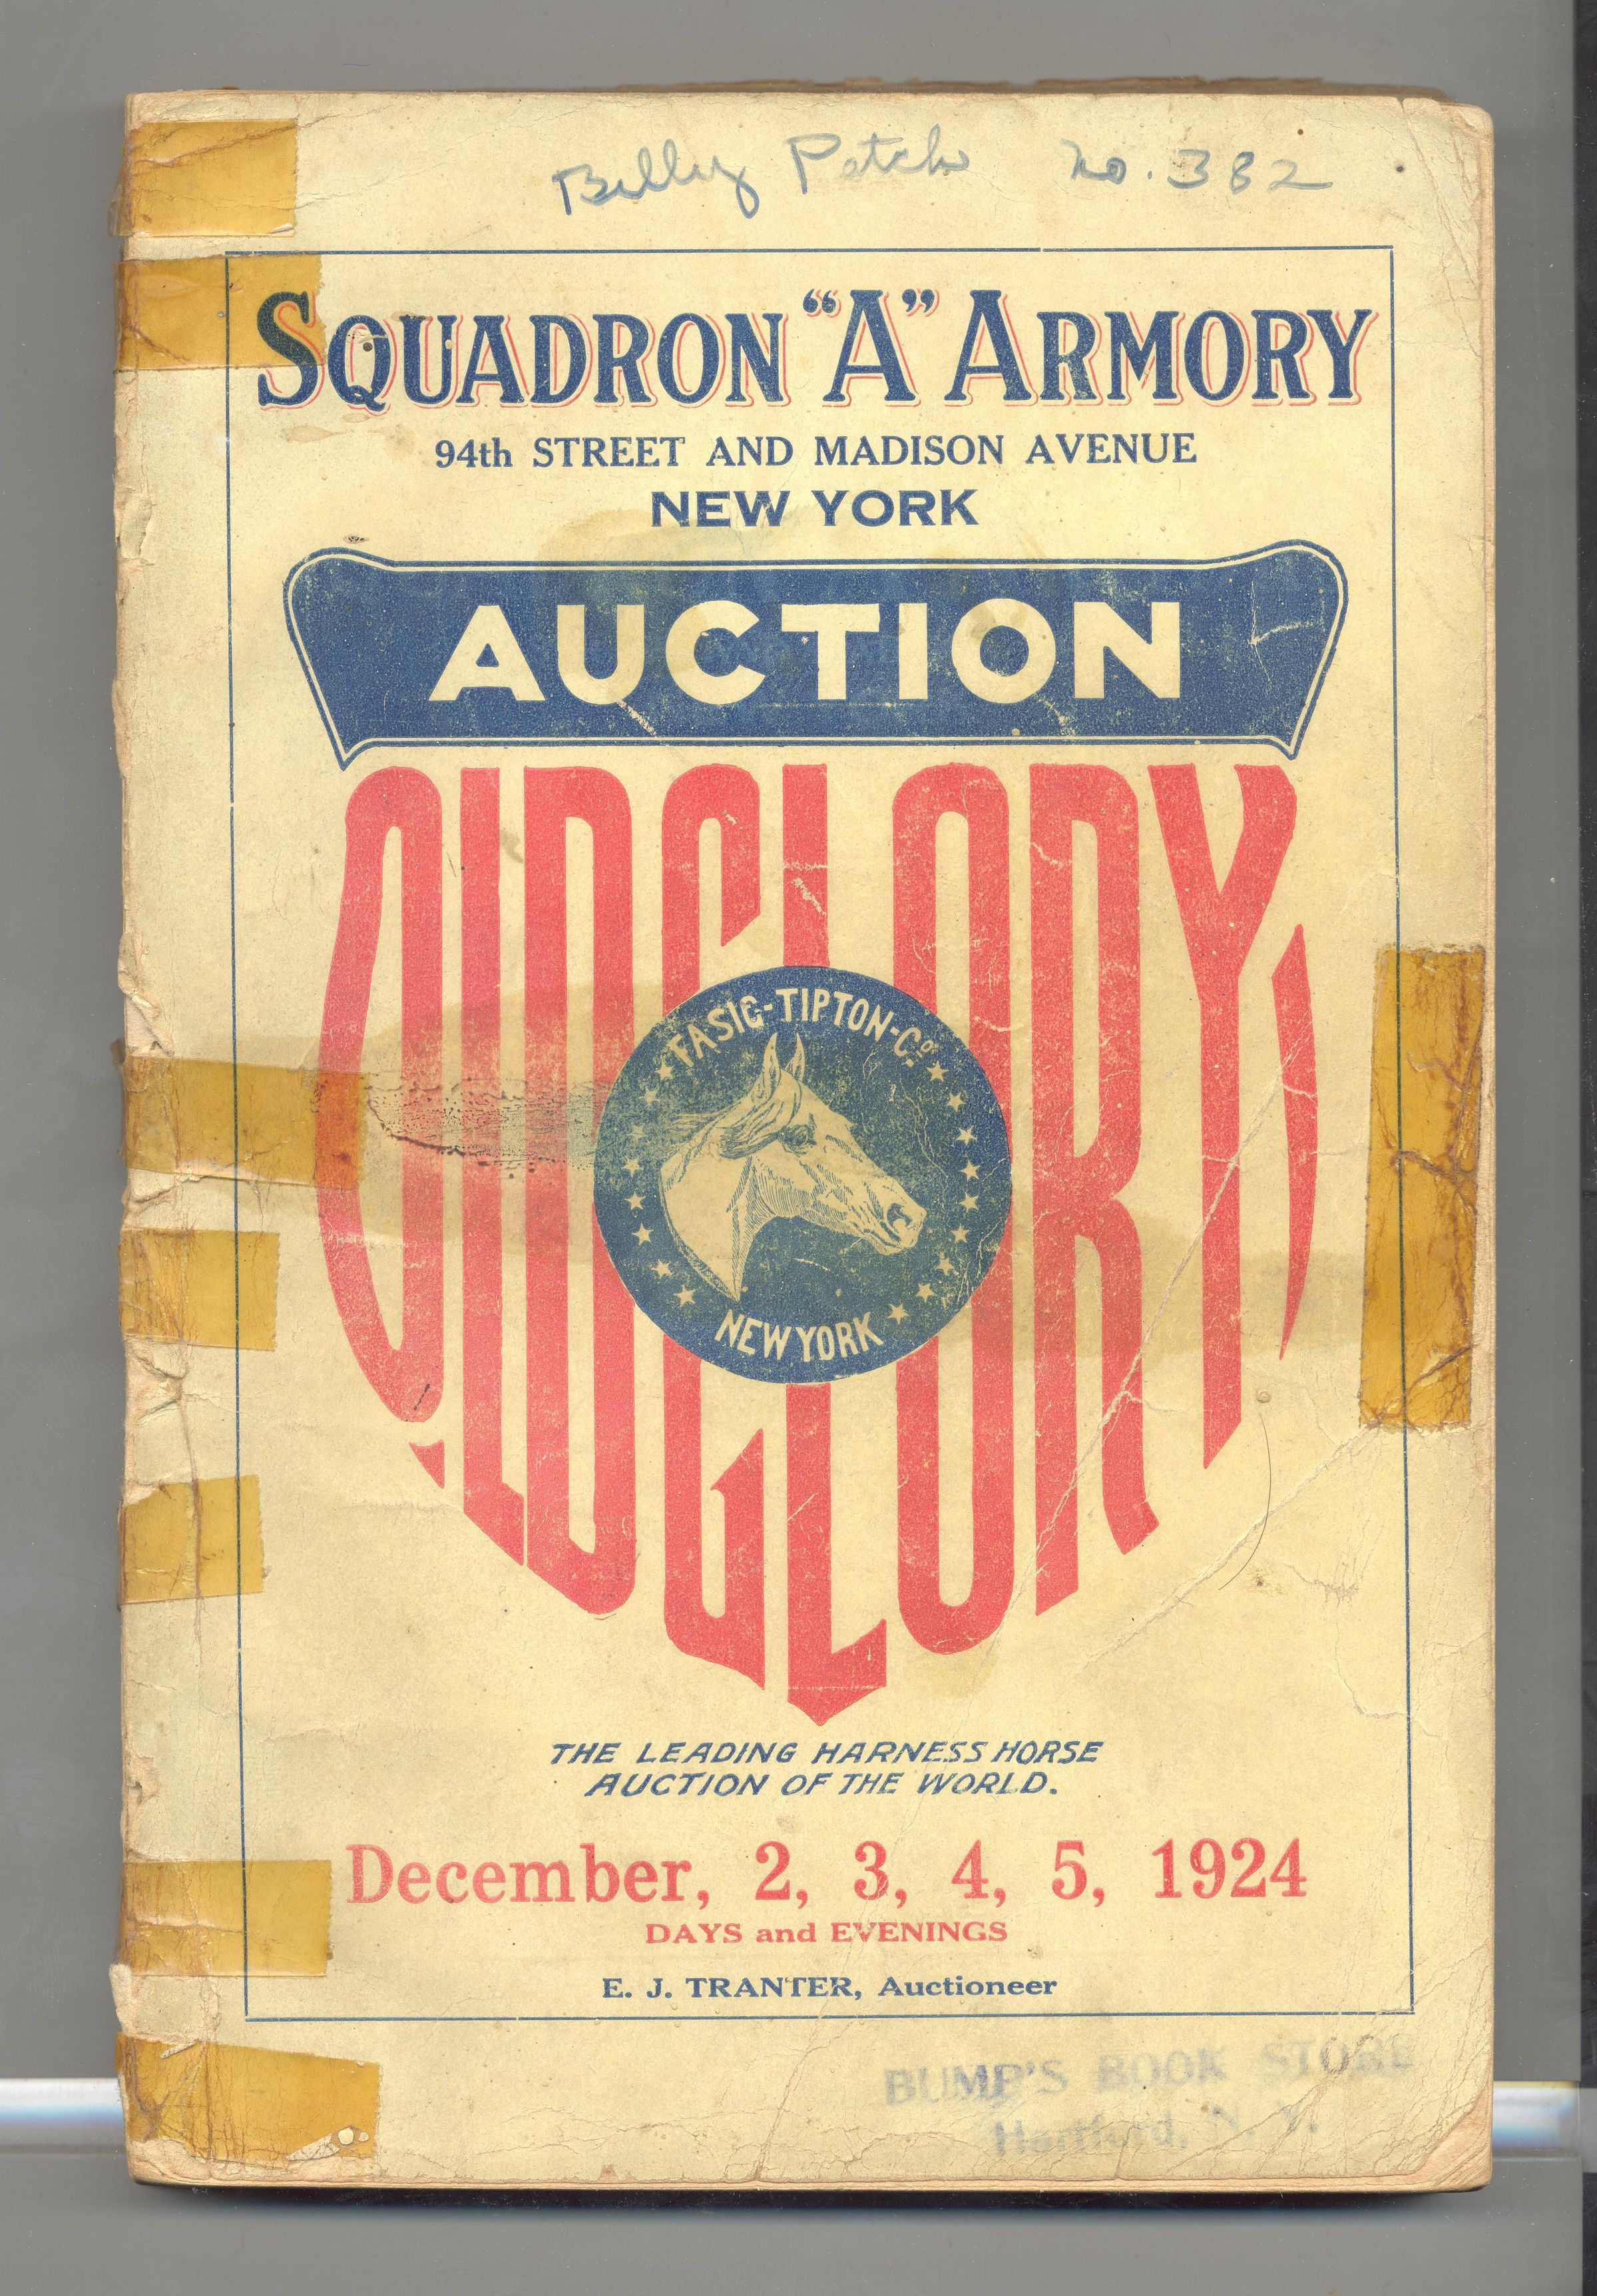 Billy Patch no. 382
SQUADRON "A" ARMORY
94th STREET AND MADISON AVENUE
NEW YORK
AUCTION
OLD GLORY
FASIG-TIPTON-Co.
NEW YORK
THE LEADING HARNESS HORSE
AUCTION OF THE WORLD.
December, 2, 3, 4, 5, 1924
DAYS and EVENINGS
E. J. TRANTER, Auctioneer
BUMP'S BOOK STORE
Hartford, N. Y.